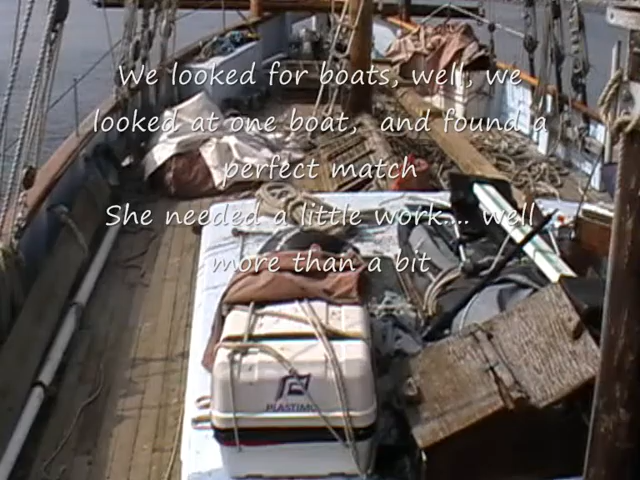 We looked for boats, well, we
looked at one boat, and found a
perfect match
She needed a little work.... well
more than a bit
PLASTIMO